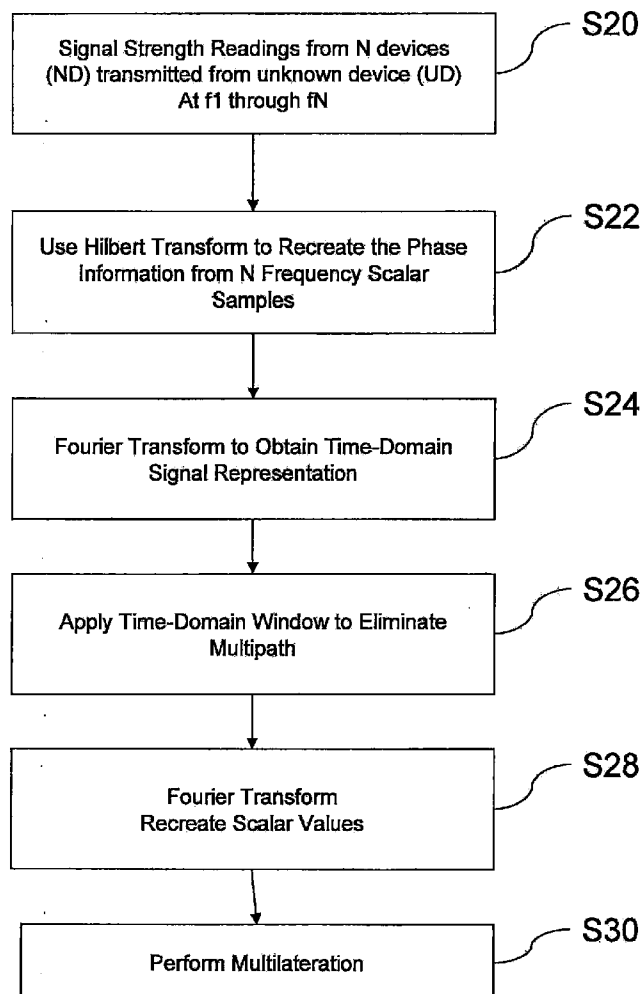 S20
Signal Strength Readings from N devices
(ND) transmitted from unknown device (UD)
At f1 through fN
S22
Use Hilbert Transform to Recreate the Phase
Information from N Frequency Scalar
Samples
S24
Fourier Transform to Obtain Time-Domain
Signal Representation
S26
Apply Time-Domain Window to Eliminate
Multipath
S28
Fourier Transform
Recreate Scalar Values
S30
Perform Multilateration